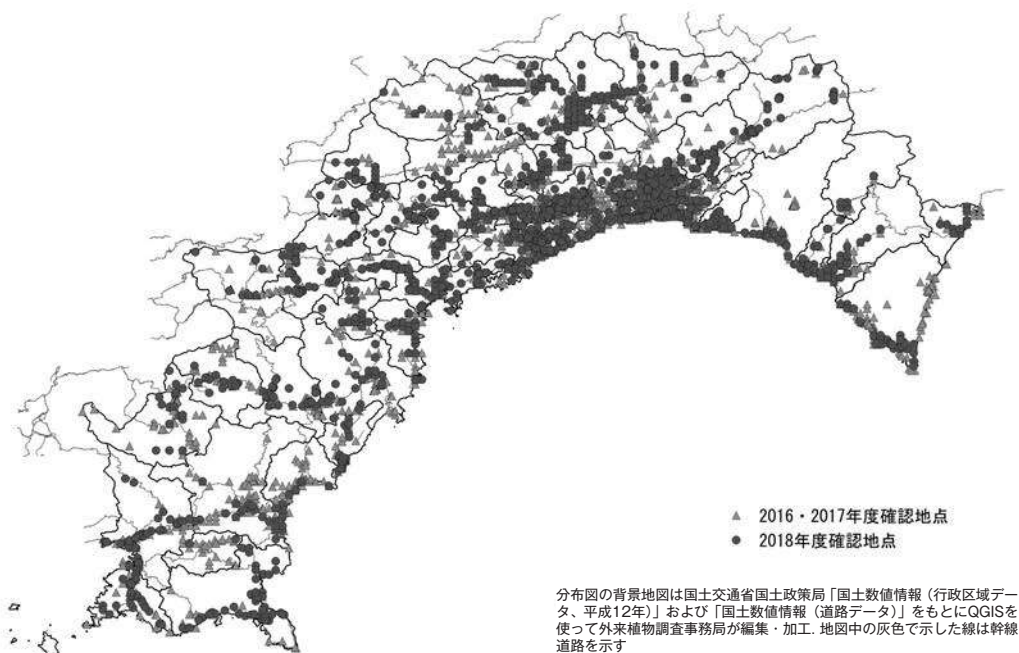 2016・2017年度確認地点
2018年度確認地点
分布図の背景地図は国土交通省国土政策局「国土数値情報（行政区域デー
タ、平成12年）」および「国土数値情報（道路データ）」をもとにQGISを
使って外来植物調査事務局が編集・加工. 地図中の灰色で示した線は幹線
道路を示す